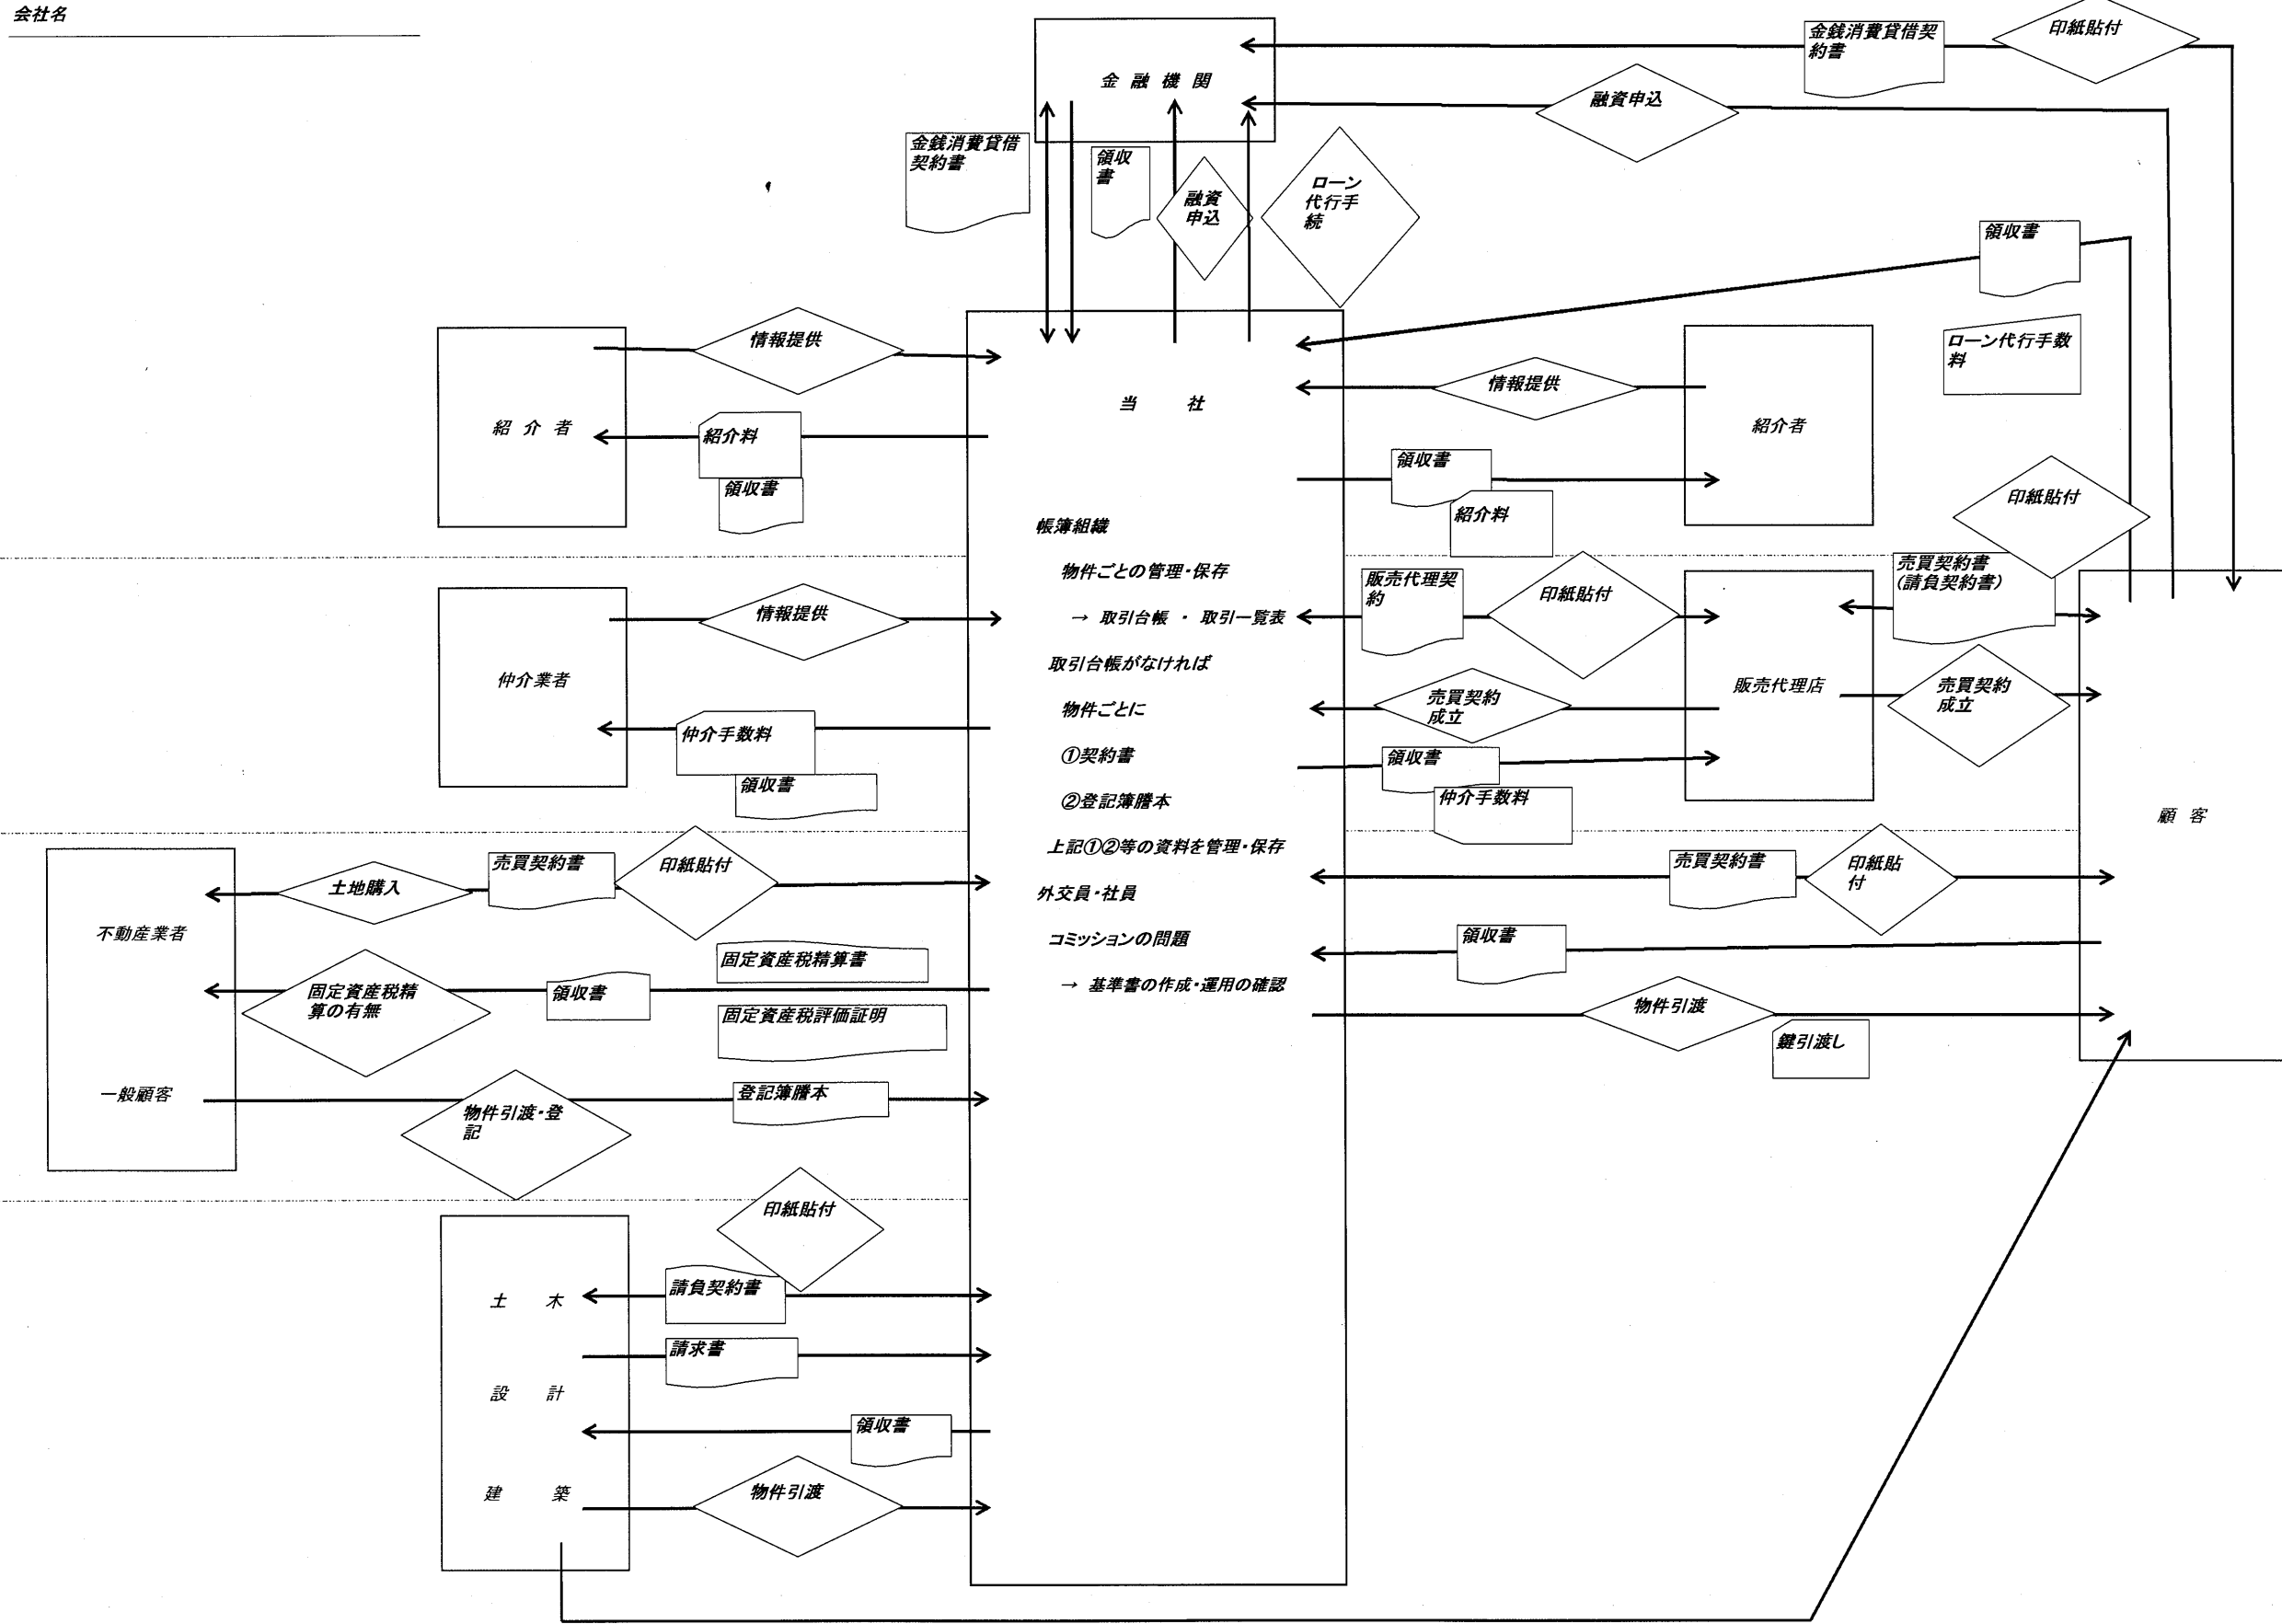 会社名
金 融 機 関
金銭消費貸借契
約書
印紙貼付
融資申込
金銭消費貸借
契約書
領収
書
融資
申込
ローン
代行手
続
領収書
ローン代行手数
料
情報提供
紹 介 者
紹介料
領収書
当 社
情報提供
紹介者
領収書
紹介料
印紙貼付
帳簿組織
物件ごとの管理・保存
→ 取引台帳 ・ 取引一覧表
取引台帳がなければ
物件ごとに
①契約書
②登記簿謄本
上記①②等の資料を管理・保存
外交員・社員
コミッションの問題
→ 基準書の作成・運用の確認
情報提供
仲介業者
仲介手数料
領収書
販売代理契
約
印紙貼付
売買契約書
(請負契約書)
販売代理店
売買契約
成立
売買契約
成立
領収書
仲介手数料
顧 客
土地購入
売買契約書
印紙貼付
不動産業者
固定資産税精算書
固定資産税精
算の有無
領収書
固定資産税評価証明
一般顧客
物件引渡・登
記
登記簿謄本
売買契約書
印紙貼
付
領収書
物件引渡
鍵引渡し
印紙貼付
土 木
請負契約書
請求書
設 計
領収書
建 築
物件引渡